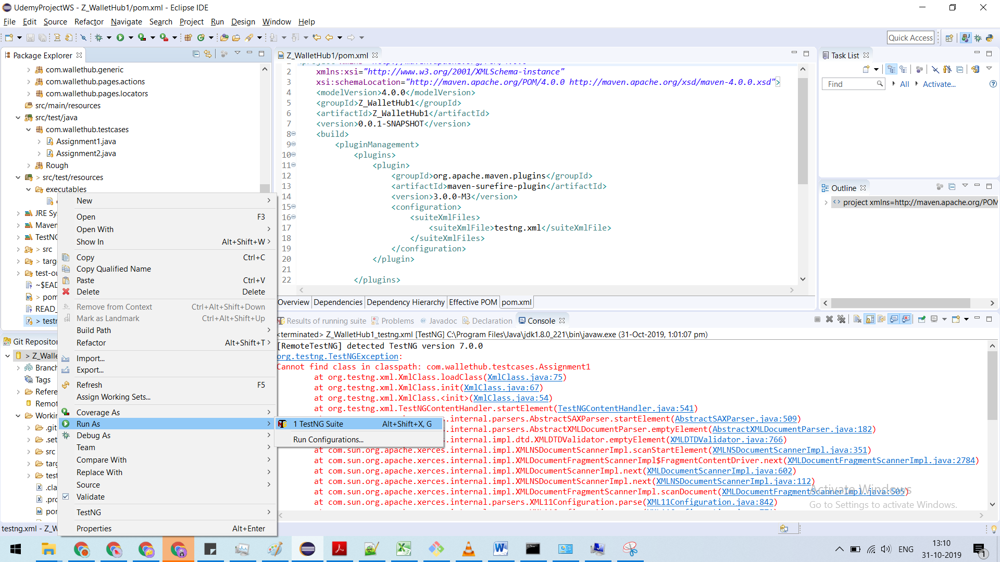 UdemyProjectWS - Z_WalletHub1/pom.xml - Eclipse IDE
File Edit Source Refactor Navigate Search Project Run Design Window Help
Quick Access
Package Explorer
com.wallethub.generic
com.wallethub.pages.actions
com.wallethub.pages.locators
src/main/resources
src/test/java
com.wallethub.testcases
Assignment1.java
Assignment2.java
Rough
> src/test/resources
executables
JRE Sy
Maven
TestNG
> src
> targ
test-ou
~$EAD
> pom
READ_
> testr
Git Reposito
> Z_Walle
Branch
Tags
Refere
Remot
Workin
.git
.set
src
targ
test
.cla
.pro
por
New
Open F3
Open With
Show In Alt+Shift+W
Copy Ctrl+C
Copy Qualified Name
Paste Ctrl+V
Delete Delete
Remove from Context Ctrl+Alt+Shift+Down
Mark as Landmark Ctrl+Alt+Shift+Up
Build Path
Refactor Alt+Shift+T
Import...
Export...
Refresh F5
Assign Working Sets...
Coverage As
Run As
Debug As
Team
Compare With
Replace With
Source
Validate
TestNG
Properties Alt+Enter
1 TestNG Suite Alt+Shift+X, G
Run Configurations...
Z_WalletHub1/pom.xml
2 xmlns:xsi="http://www.w3.org/2001/XMLSchema-instance"
3 xsi:schemaLocation="http://maven.apache.org/POM/4.0.0 http://maven.apache.org/xsd/maven-4.0.0.xsd">
4 <modelVersion>4.0.0</modelVersion>
5 <groupId>Z_WalletHub1</groupId>
6 <artifactId>Z_WalletHub1</artifactId>
7 <version>0.0.1-SNAPSHOT</version>
8 <build>
9 <pluginManagement>
10 <plugins>
11 <plugin>
12 <groupId>org.apache.maven.plugins</groupId>
13 <artifactId>maven-surefire-plugin</artifactId>
14 <version>3.0.0-M3</version>
15 <configuration>
16 <suiteXmlFiles>
17 <suiteXmlFile>testng.xml</suiteXmlFile>
18 </suiteXmlFiles>
19 </configuration>
20 </plugin>
21
22 </plugins>
Overview Dependencies Dependency Hierarchy Effective POM pom.xml
Results of running suite Problems @ Javadoc Declaration Console
<terminated> Z_WalletHub1_testng.xml [TestNG] C:\Program Files\Java\jdk1.8.0_221\bin\javaw.exe (31-Oct-2019, 1:01:07 pm)
[RemoteTestNG] detected TestNG version 7.0.0
org.testng.TestNGException:
Cannot find class in classpath: com.wallethub.testcases.Assignment1
at org.testng.xml.XmlClass.loadClass(XmlClass.java:75)
at org.testng.xml.XmlClass.init(XmlClass.java:67)
at org.testng.xml.XmlClass.<init>(XmlClass.java:54)
at org.testng.xml.TestNGContentHandler.startElement(TestNGContentHandler.java:541)
s.internal.parsers.AbstractSAXParser.startElement(AbstractSAXParser.java:509)
s.internal.parsers.AbstractXMLDocumentParser.emptyElement(AbstractXMLDocumentParser.java:182)
s.internal.impl.dtd.XMLDTDValidator.emptyElement(XMLDTDValidator.java:766)
at com.sun.org.apache.xerces.internal.impl.XMLNSDocumentScannerImpl.scanStartElement(XMLNSDocumentScannerImpl.java:351)
at com.sun.org.apache.xerces.internal.impl.XMLDocumentFragmentScannerImpl$FragmentContentDriver.next(XMLDocumentFragmentScannerImpl.java:2784)
at com.sun.org.apache.xerces.internal.impl.XMLDocumentScannerImpl.next(XMLDocumentScannerImpl.java:602)
at com.sun.org.apache.xerces.internal.impl.XMLNSDocumentScannerImpl.next(XMLNSDocumentScannerImpl.java:112)
at com.sun.org.apache.xerces.internal.impl.XMLDocumentFragmentScannerImpl.scanDocument(XMLDocumentFragmentScannerImpl.java:505)
at com.sun.org.apache.xerces.internal.parsers.XML11Configuration.parse(XML11Configuration.java:842)
Task List
Find All Activate...
Outline
project xmlns=http://maven.apache.org/POM
Activate Windows
Go to Settings to activate Windows.
testng.xml - Z_W
ENG
13:10
31-10-2019
1